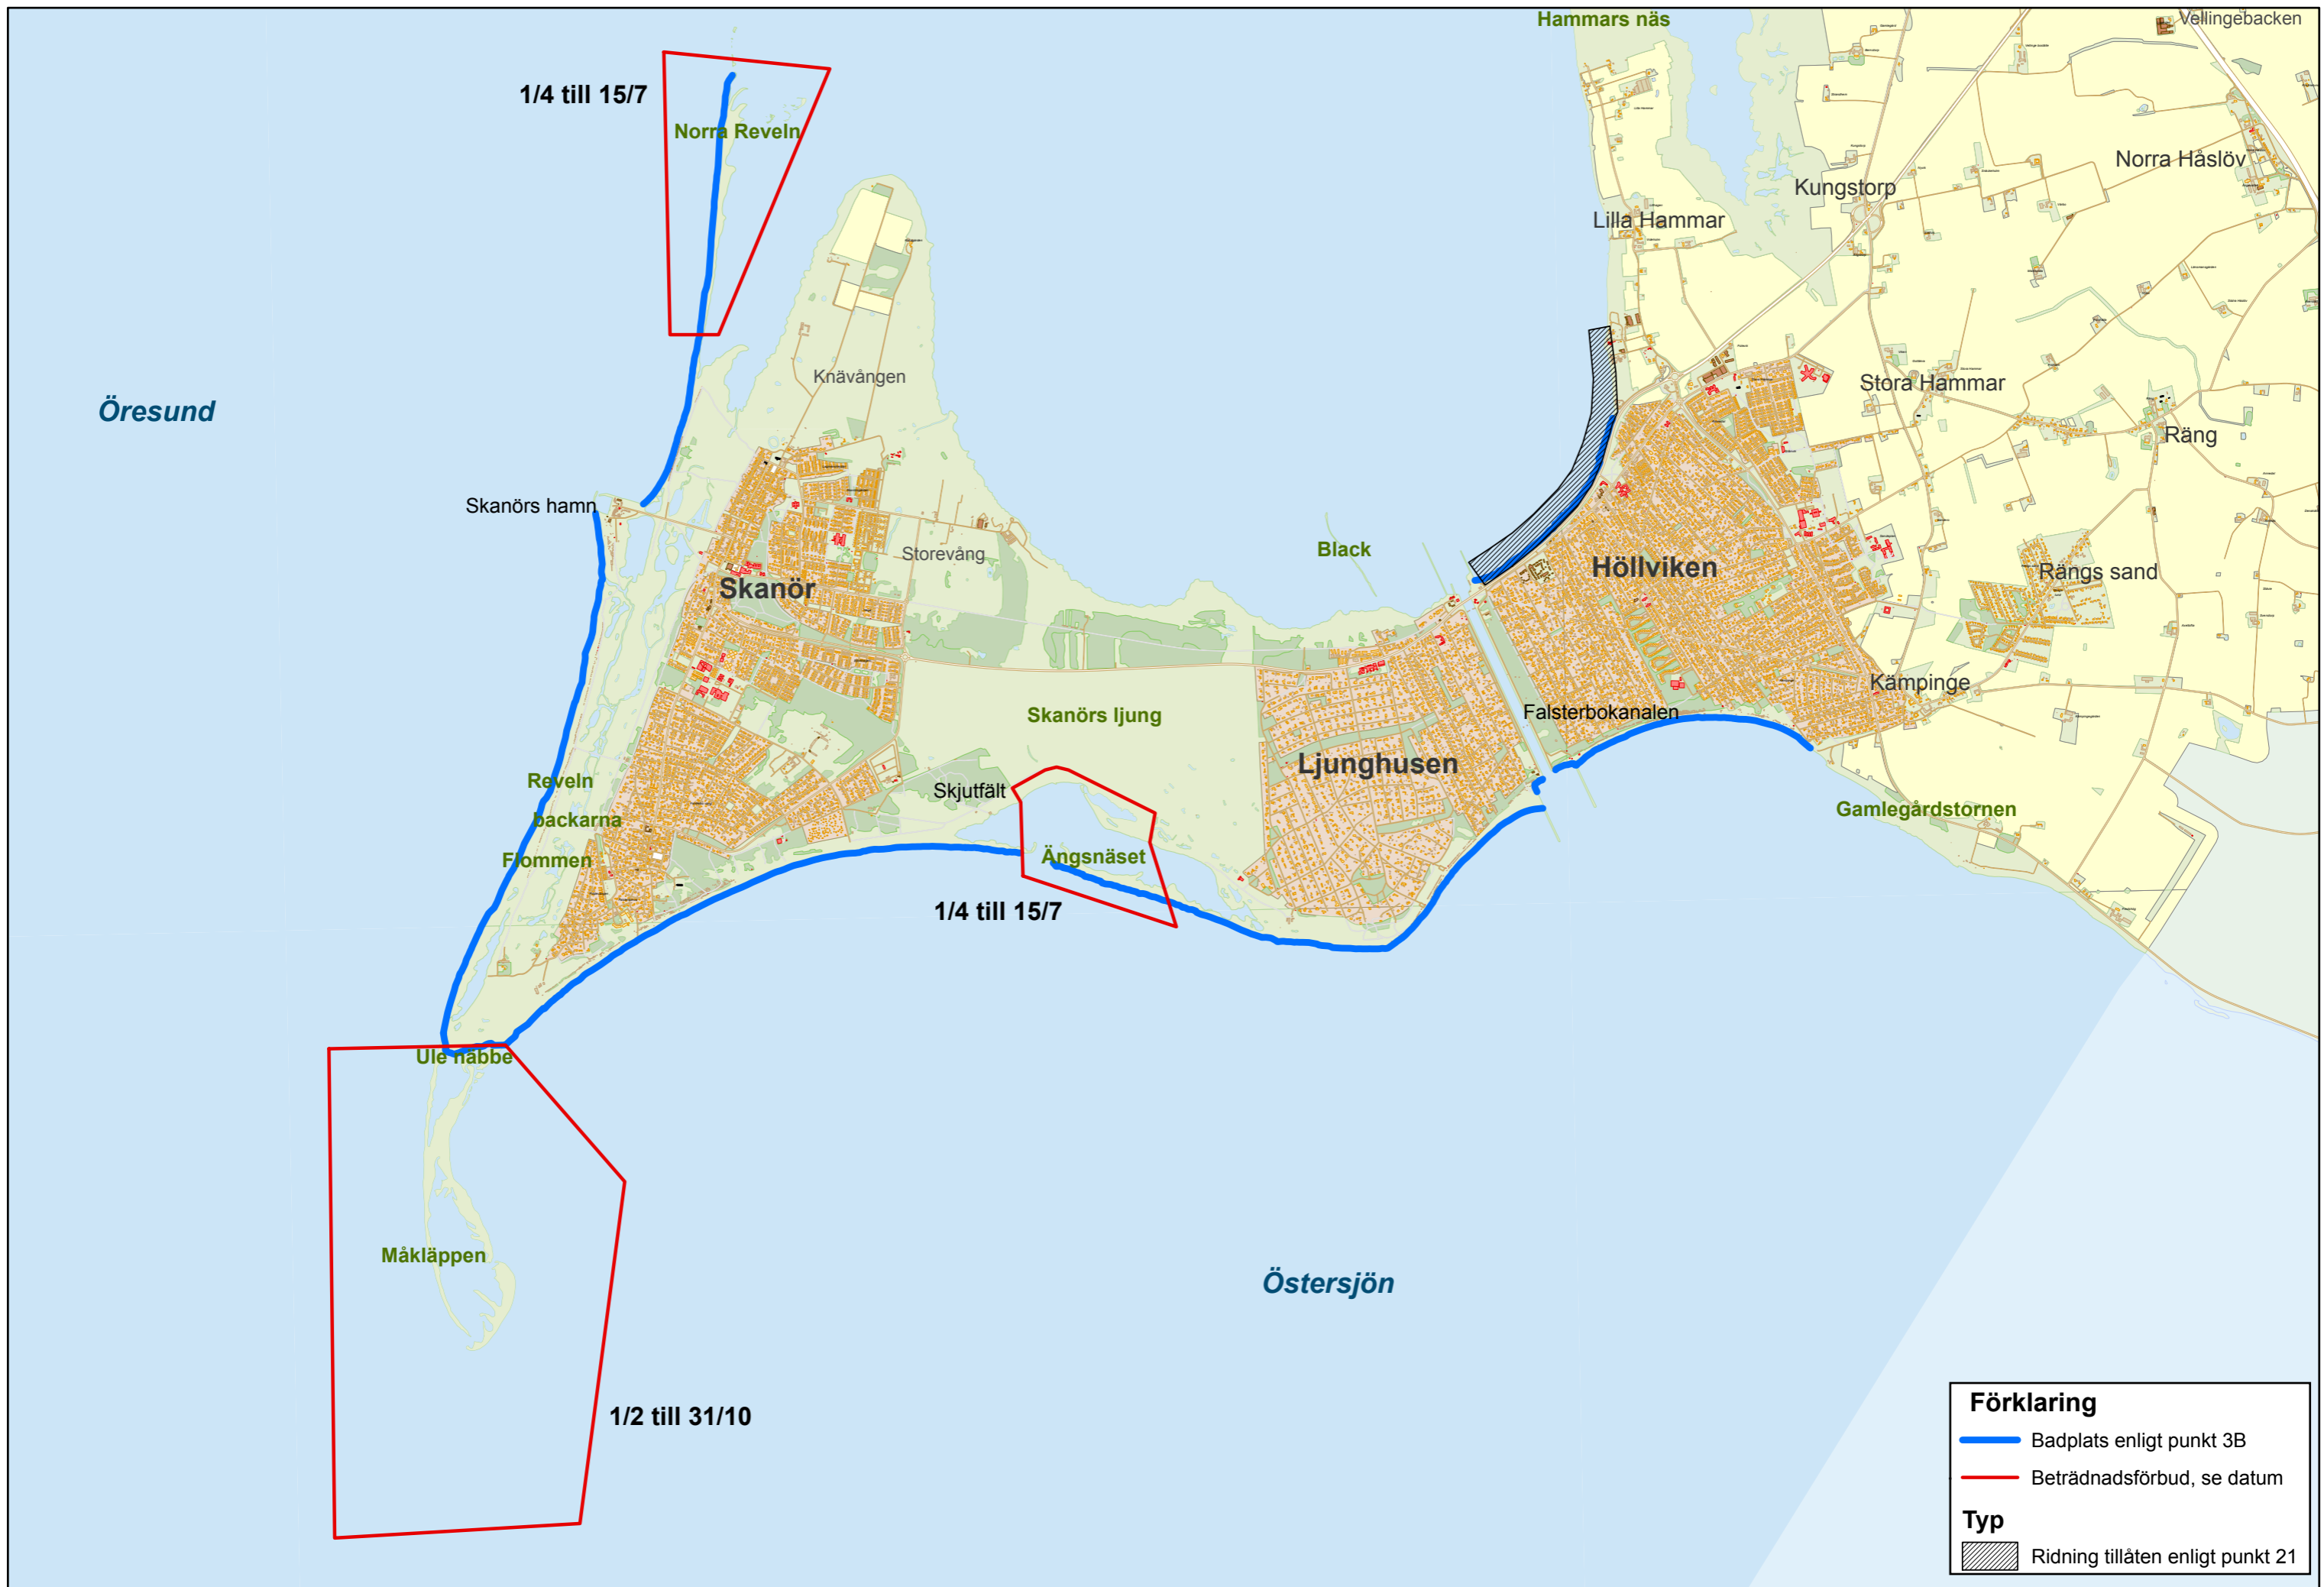 Hammars näs
Vellingebacken
1/4 till 15/7
Norra Reveln
Norra Håslöv
Kungstorp
Lilla Hammar
Knävången
Stora Hammar
Öresund
Räng
Skanörs hamn
Storevång
Black
Höllviken
Rängs sand
Skanör
Kämpinge
Skanörs ljung
Falsterbokanalen
Ljunghusen
Reveln
Skjutfält
backarna
Gamlegårdstornen
Flommen
Ängsnäset
1/4 till 15/7
Ule nabbe
Måkläppen
Östersjön
1/2 till 31/10
Förklaring
Badplats enligt punkt 3B
Beträdnadsförbud, se datum
Typ
Ridning tillåten enligt punkt 21